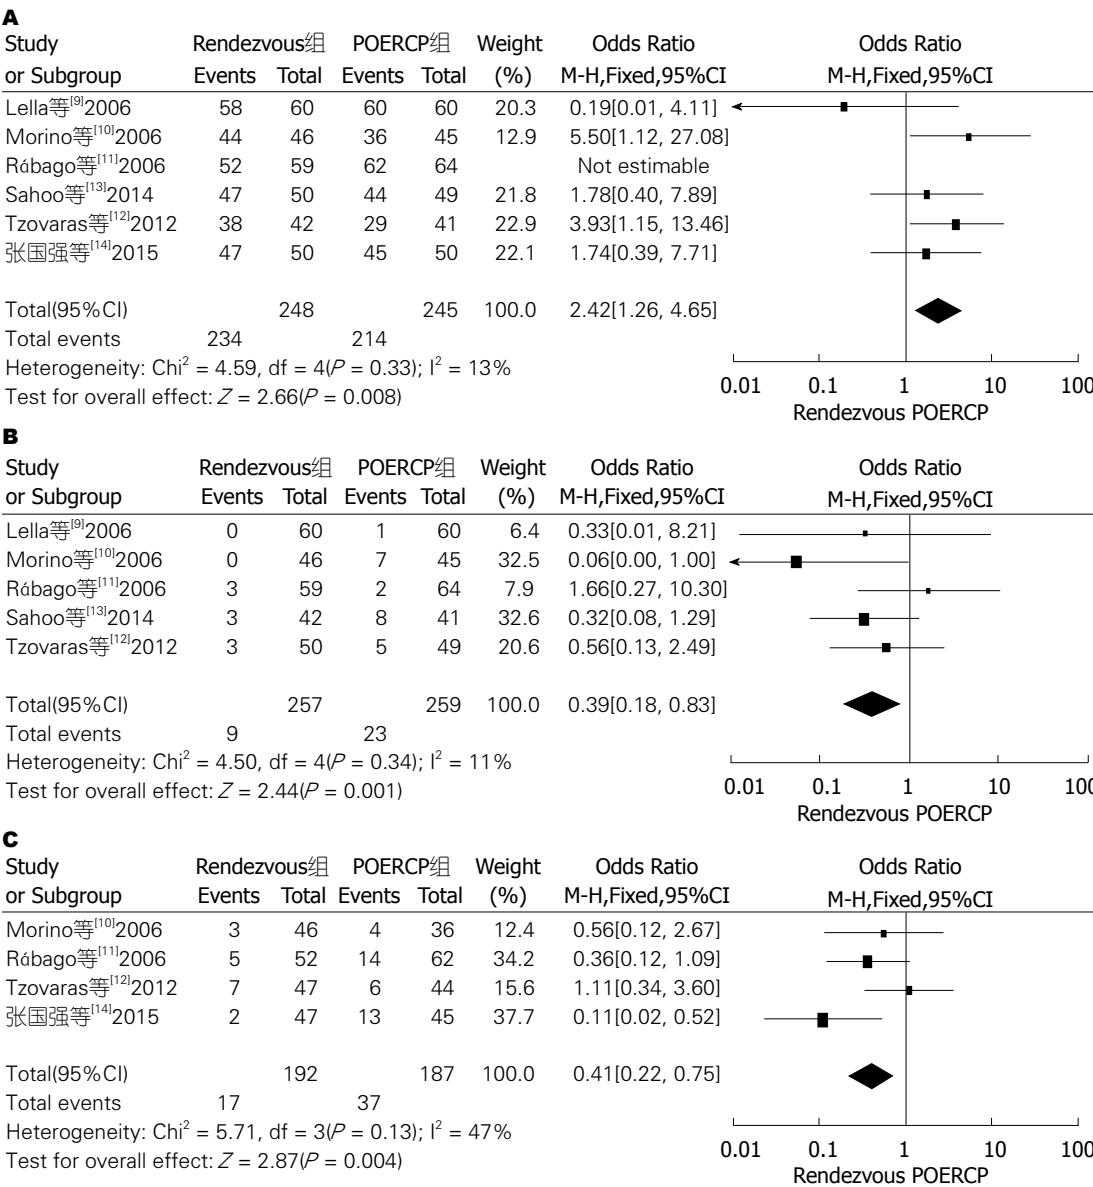 A
Study Rendezvous组 POERCP组 Weight Odds Ratio Odds Ratio
or Subgroup Events Total Events Total (%) M-H,Fixed,95%CI M-H,Fixed,95%CI
Lella等[9]2006 58 60 60 60 20.3 0.19[0.01, 4.11]
Morino等[10]2006 44 46 36 45 12.9 5.50[1.12, 27.08]
Rábago等[11]2006 52 59 62 64 Not estimable
Sahoo等[13]2014 47 50 44 49 21.8 1.78[0.40, 7.89]
Tzovaras等[12]2012 38 42 29 41 22.9 3.93[1.15, 13.46]
张国强等[14]2015 47 50 45 50 22.1 1.74[0.39, 7.71]
Total(95%CI) 248 245 100.0 2.42[1.26, 4.65]
Total events 234 214
Heterogeneity: Chi² = 4.59, df = 4(P = 0.33); I² = 13%
Test for overall effect: Z = 2.66(P = 0.008)
0.01 0.1 1 10 100
Rendezvous POERCP
B
Study Rendezvous组 POERCP组 Weight Odds Ratio Odds Ratio
or Subgroup Events Total Events Total (%) M-H,Fixed,95%CI M-H,Fixed,95%CI
Lella等[9]2006 0 60 1 60 6.4 0.33[0.01, 8.21]
Morino等[10]2006 0 46 7 45 32.5 0.06[0.00, 1.00]
Rábago等[11]2006 3 59 2 64 7.9 1.66[0.27, 10.30]
Sahoo等[13]2014 3 42 8 41 32.6 0.32[0.08, 1.29]
Tzovaras等[12]2012 3 50 5 49 20.6 0.56[0.13, 2.49]
Total(95%CI) 257 259 100.0 0.39[0.18, 0.83]
Total events 9 23
Heterogeneity: Chi² = 4.50, df = 4(P = 0.34); I² = 11%
Test for overall effect: Z = 2.44(P = 0.001)
0.01 0.1 1 10 100
Rendezvous POERCP
C
Study Rendezvous组 POERCP组 Weight Odds Ratio Odds Ratio
or Subgroup Events Total Events Total (%) M-H,Fixed,95%CI M-H,Fixed,95%CI
Morino等[10]2006 3 46 4 36 12.4 0.56[0.12, 2.67]
Rábago等[11]2006 5 52 14 62 34.2 0.36[0.12, 1.09]
Tzovaras等[12]2012 7 47 6 44 15.6 1.11[0.34, 3.60]
张国强等[14]2015 2 47 13 45 37.7 0.11[0.02, 0.52]
Total(95%CI) 192 187 100.0 0.41[0.22, 0.75]
Total events 17 37
Heterogeneity: Chi² = 5.71, df = 3(P = 0.13); I² = 47%
Test for overall effect: Z = 2.87(P = 0.004)
0.01 0.1 1 10 100
Rendezvous POERCP